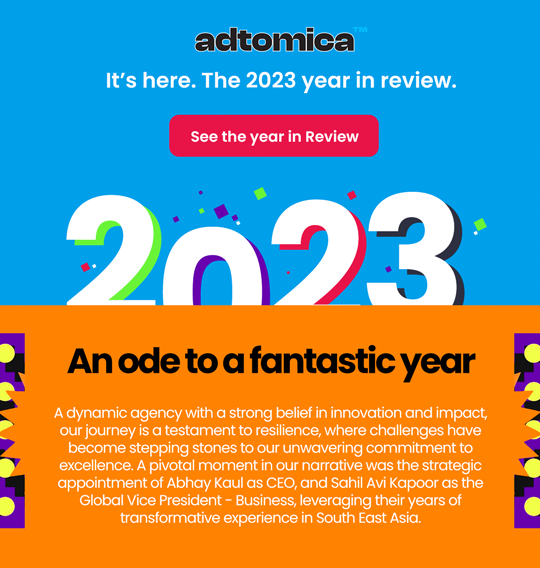 adtomica™
It’s here. The 2023 year in review.
See the year in Review
2023
An ode to a fantastic year
A dynamic agency with a strong belief in innovation and impact,
our journey is a testament to resilience, where challenges have
become stepping stones to our unwavering commitment to
excellence. A pivotal moment in our narrative was the strategic
appointment of Abhay Kaul as CEO, and Sahil Avi Kapoor as the
Global Vice President - Business, leveraging their years of
transformative experience in South East Asia.